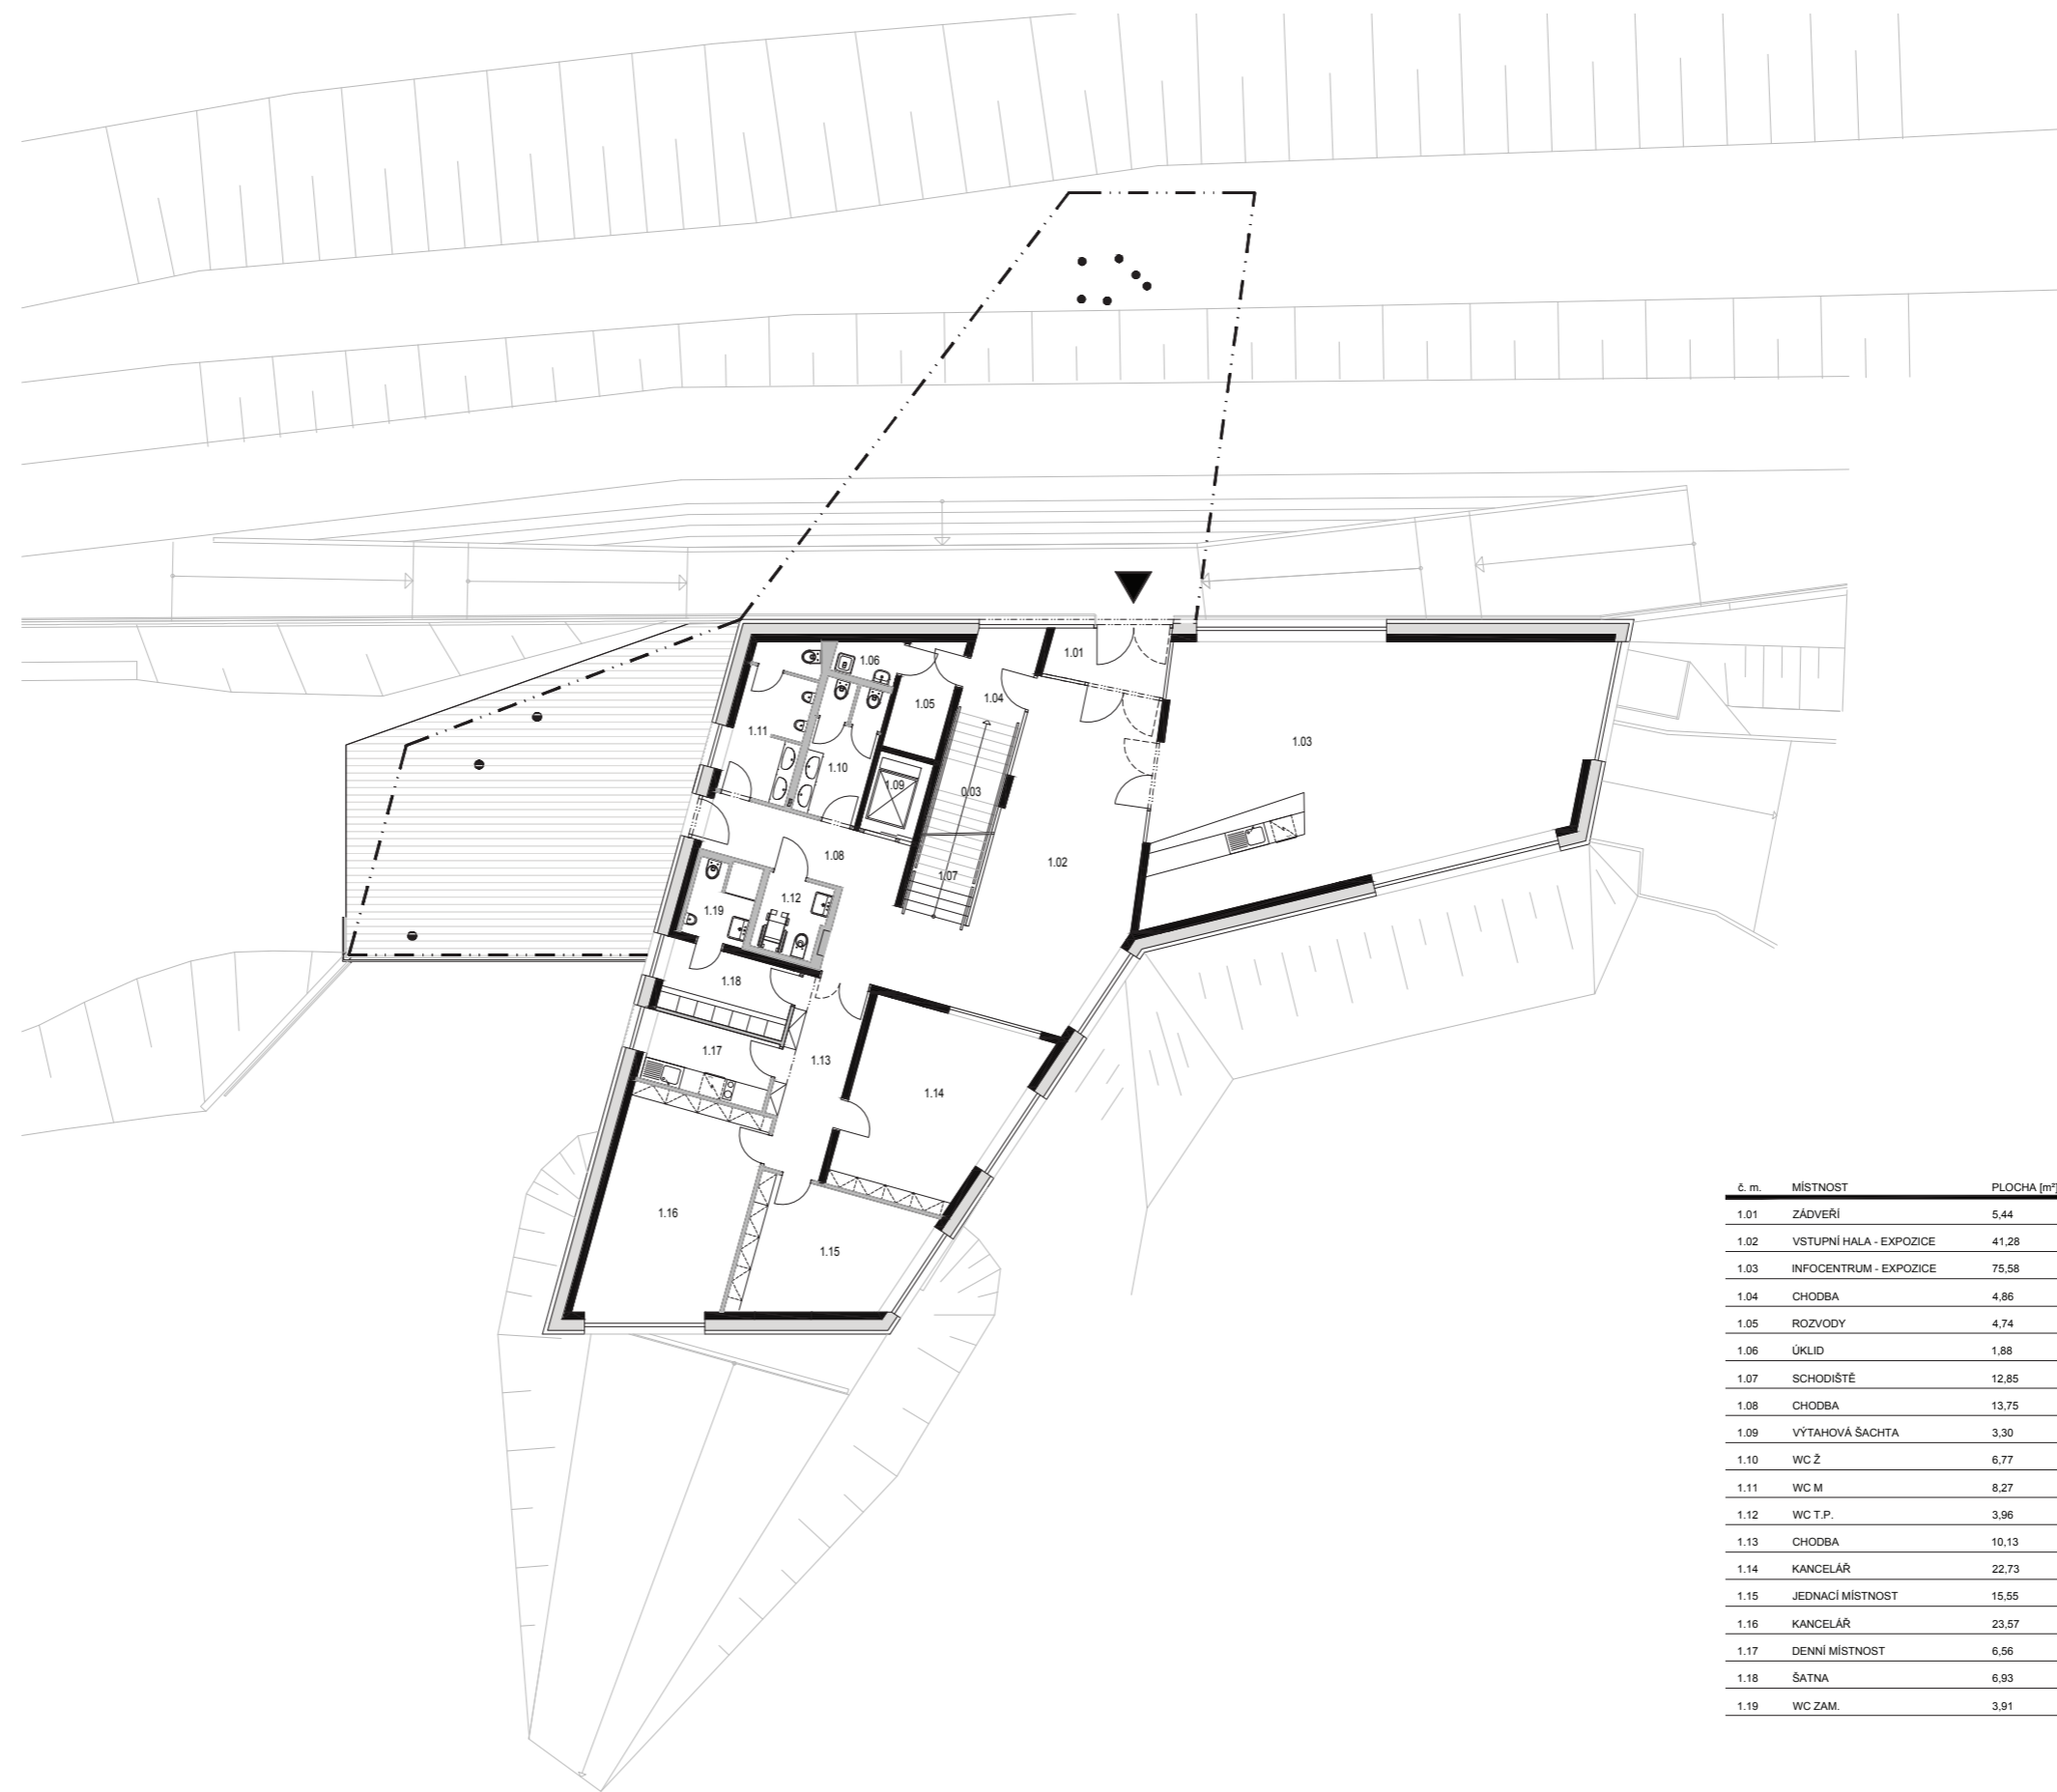 1.06
1.01
1.04
1.05
1.11
1.03
1.10
1.09
0.03
1.08
1.02
1.07
1.12
1.19
1.18
1.17
1.13
1.14
1.16
1.15
č. m. MÍSTNOST PLOCHA [m²]
1.01 ZÁDVEŘÍ 5,44
1.02 VSTUPNÍ HALA - EXPOZICE 41,28
1.03 INFOCENTRUM - EXPOZICE 75,58
1.04 CHODBA 4,86
1.05 ROZVODY 4,74
1.06 ÚKLID 1,88
1.07 SCHODIŠTĚ 12,85
1.08 CHODBA 13,75
1.09 VÝTAHOVÁ ŠACHTA 3,30
1.10 WC Ž 6,77
1.11 WC M 8,27
1.12 WC T.P. 3,96
1.13 CHODBA 10,13
1.14 KANCELÁŘ 22,73
1.15 JEDNACÍ MÍSTNOST 15,55
1.16 KANCELÁŘ 23,57
1.17 DENNÍ MÍSTNOST 6,56
1.18 ŠATNA 6,93
1.19 WC ZAM. 3,91